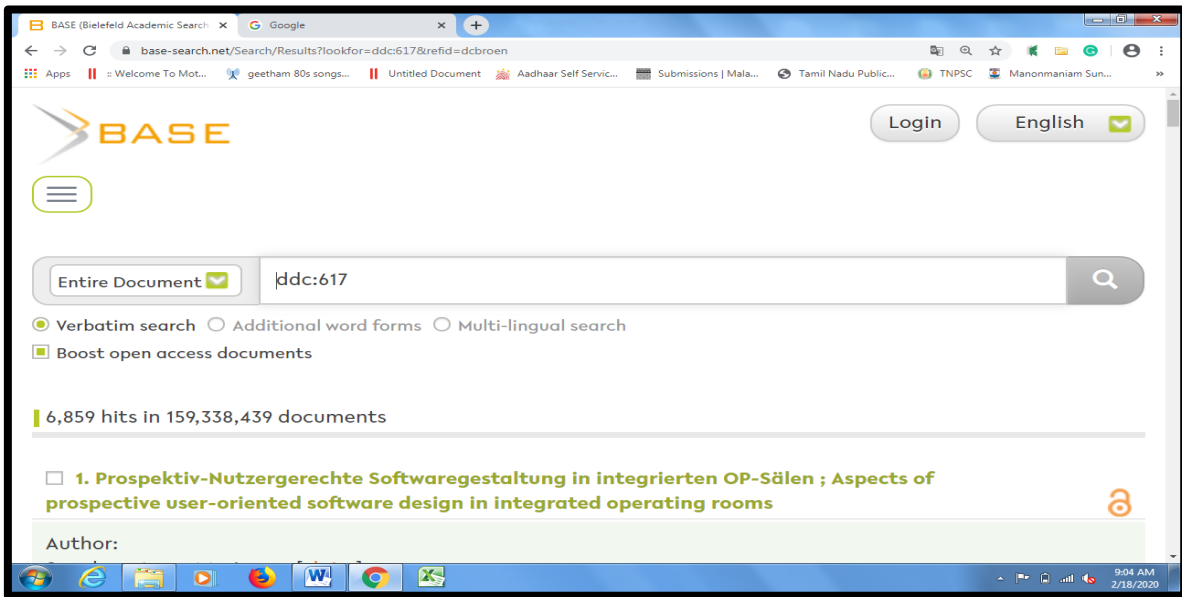 BASE (Bielefeld Academic Search
Google
base-search.net/Search/Results?lookfor=ddc:617&refid=dcbroen
Apps
:: Welcome To Mot...
geetham 80s songs...
Untitled Document
Aadhaar Self Servic...
Submissions | Mala...
Tamil Nadu Public...
TNPSC
Manonmaniam Sun...
BASE
Login
English
Entire Document
ddc:617
Verbatim search
Additional word forms
Multi-lingual search
Boost open access documents
6,859 hits in 159,338,439 documents
1. Prospektiv-Nutzergerechte Softwaregestaltung in integrierten OP-Sälen ; Aspects of
prospective user-oriented software design in integrated operating rooms
Author:
9:04 AM
2/18/2020